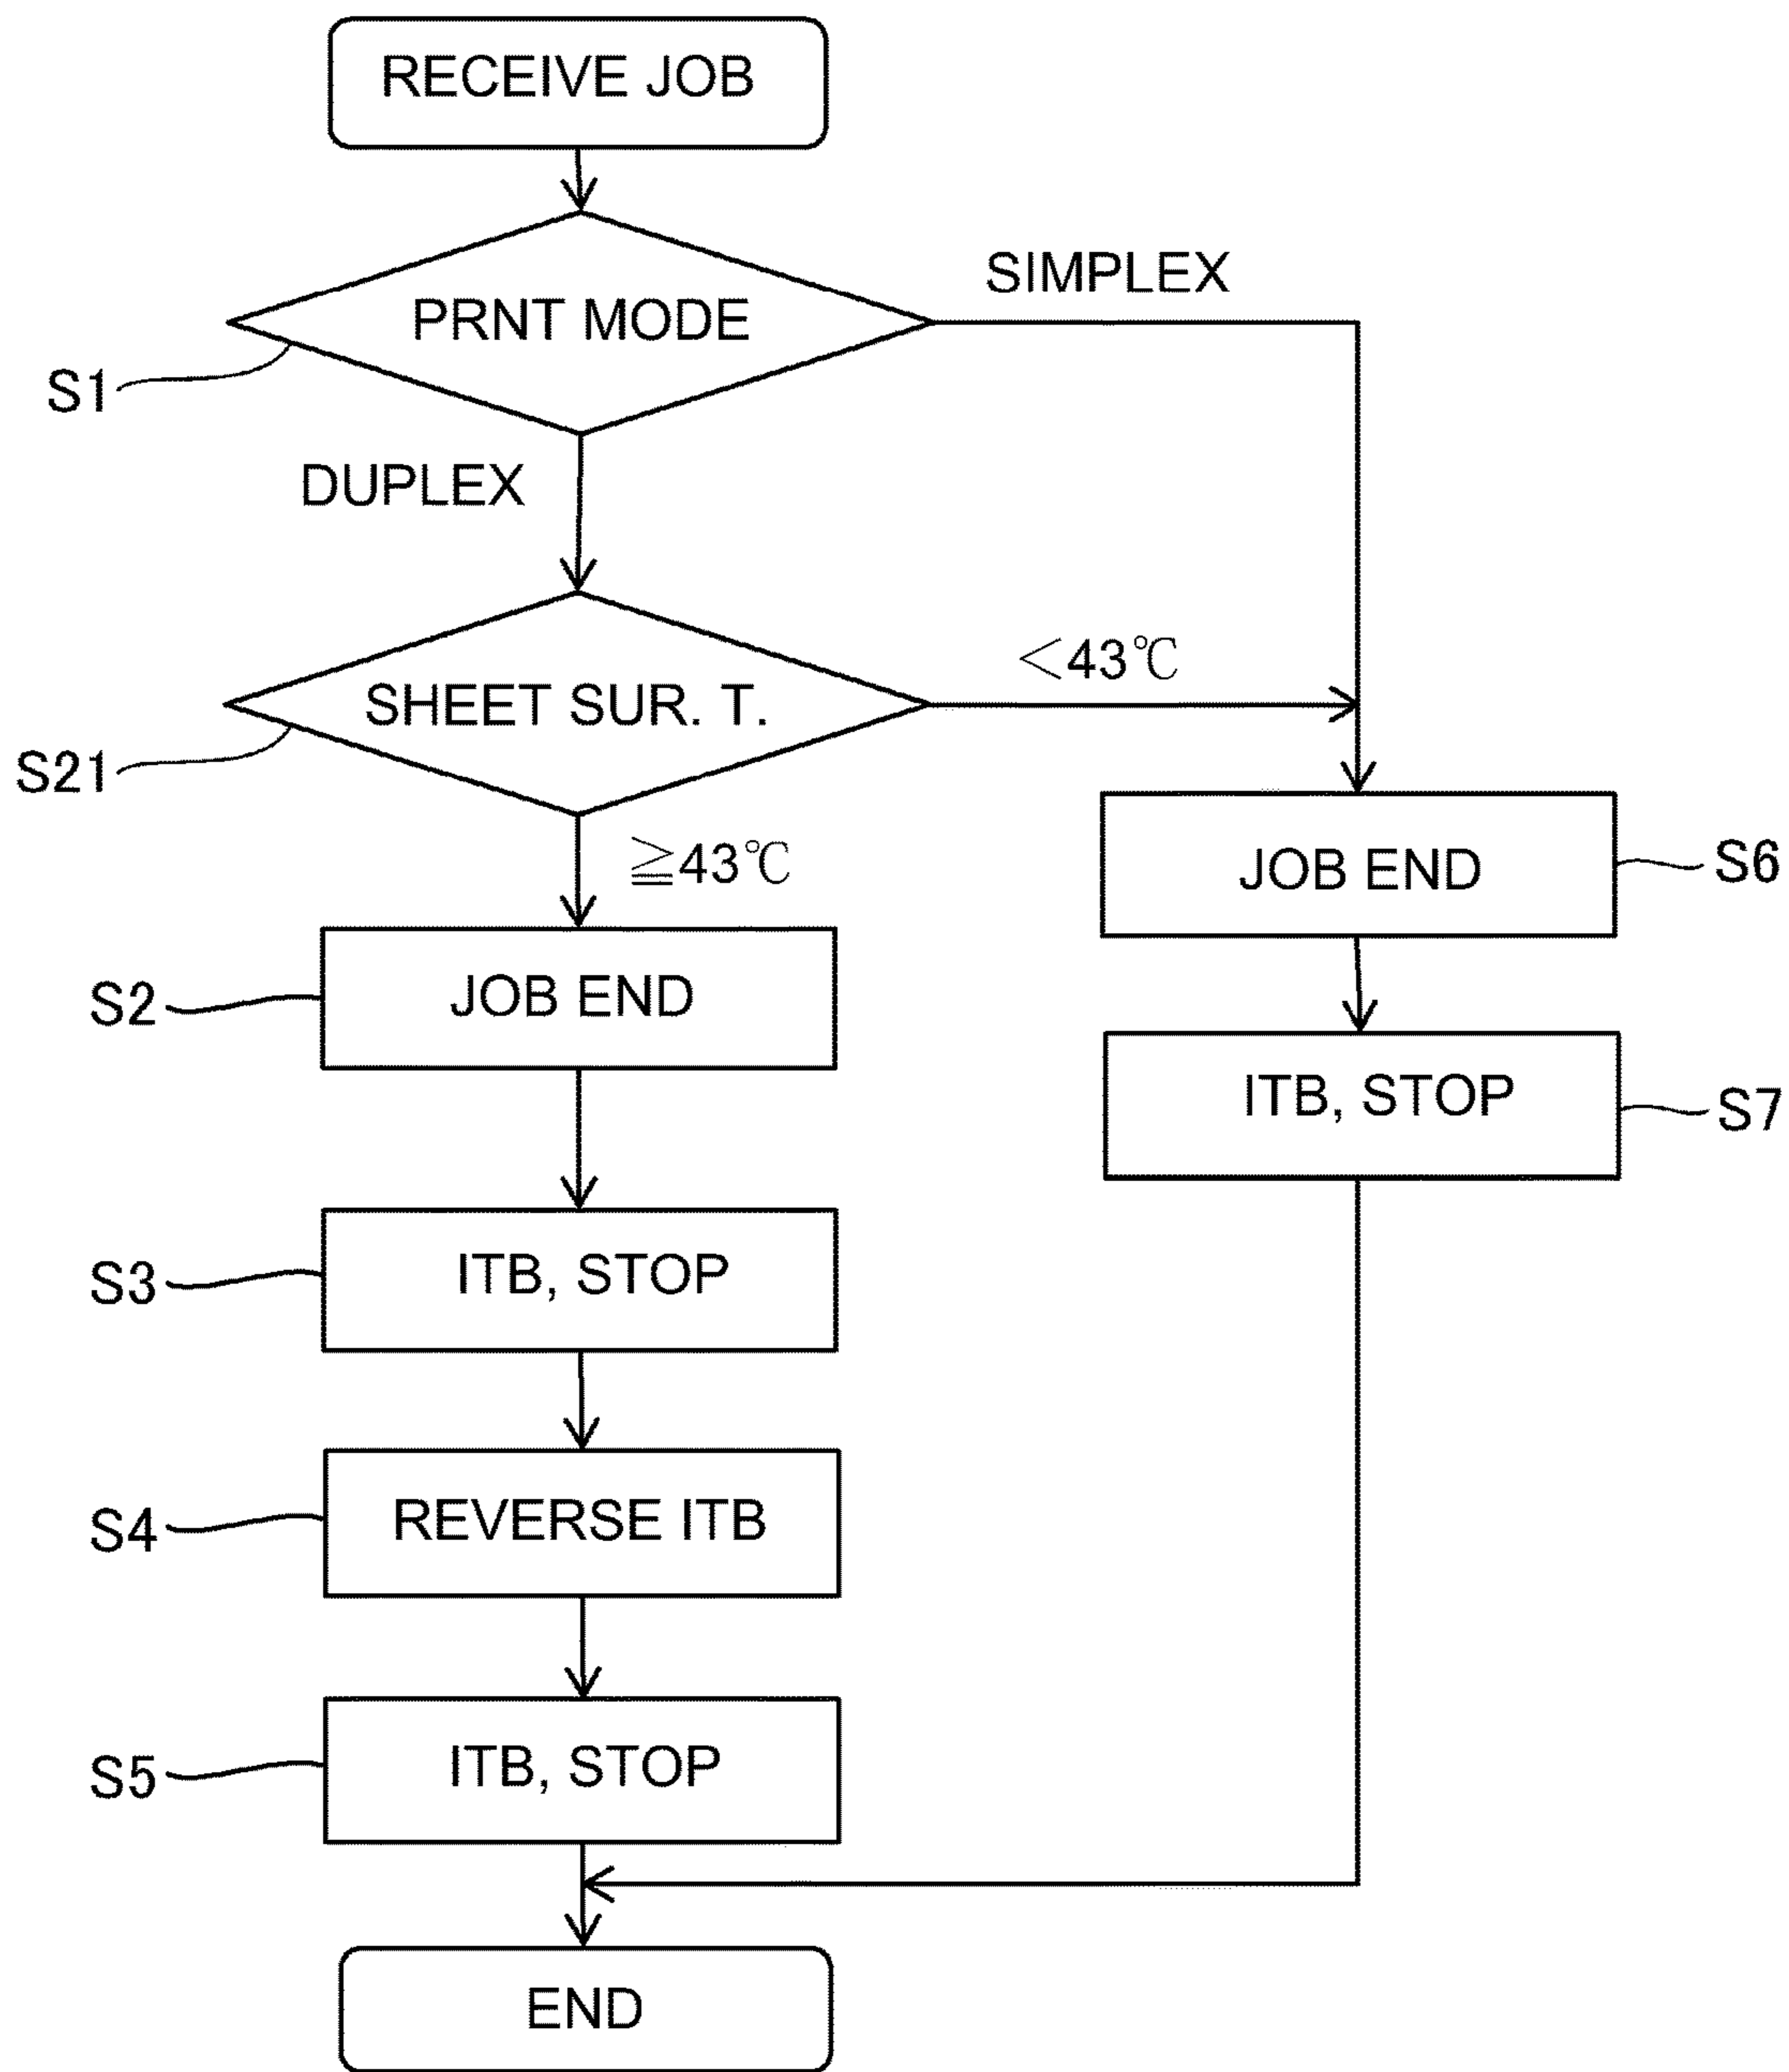 RECEIVE JOB
SIMPLEX
PRNT MODE
S1
DUPLEX
<43℃
SHEET SUR. T.
S21
≧43℃
JOB END
S6
JOB END
S2
ITB, STOP
S7
ITB, STOP
S3
REVERSE ITB
S4
ITB, STOP
S5
END